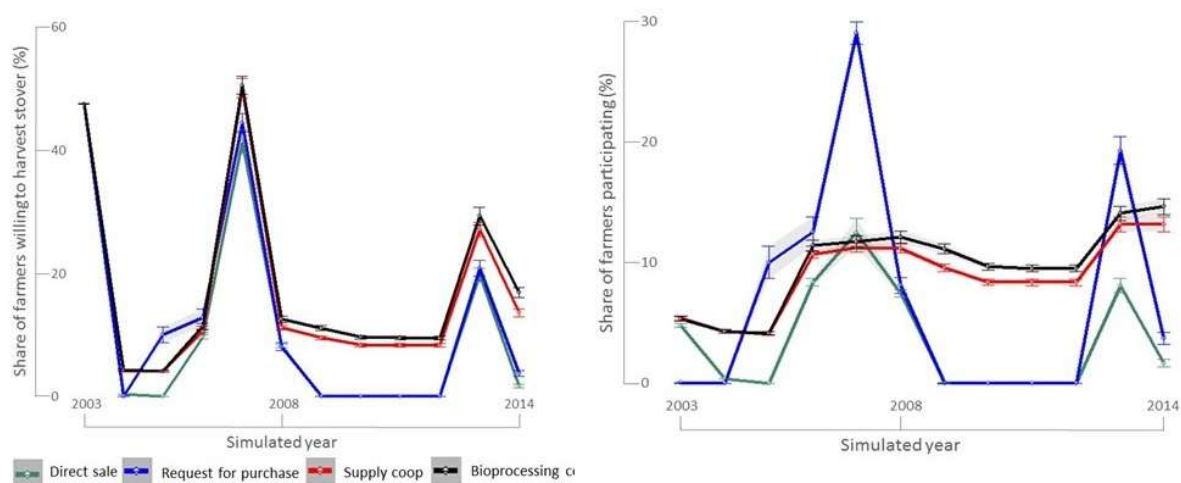 Share of farmers willing to harvest stover (%)
60
40
20
0
2003
2008
2014
Simulated year
Share of farmers participating (%)
30
20
10
0
2003
2008
2014
Simulated year
Direct sale
Request for purchase
Supply coop
Bioprocessing c